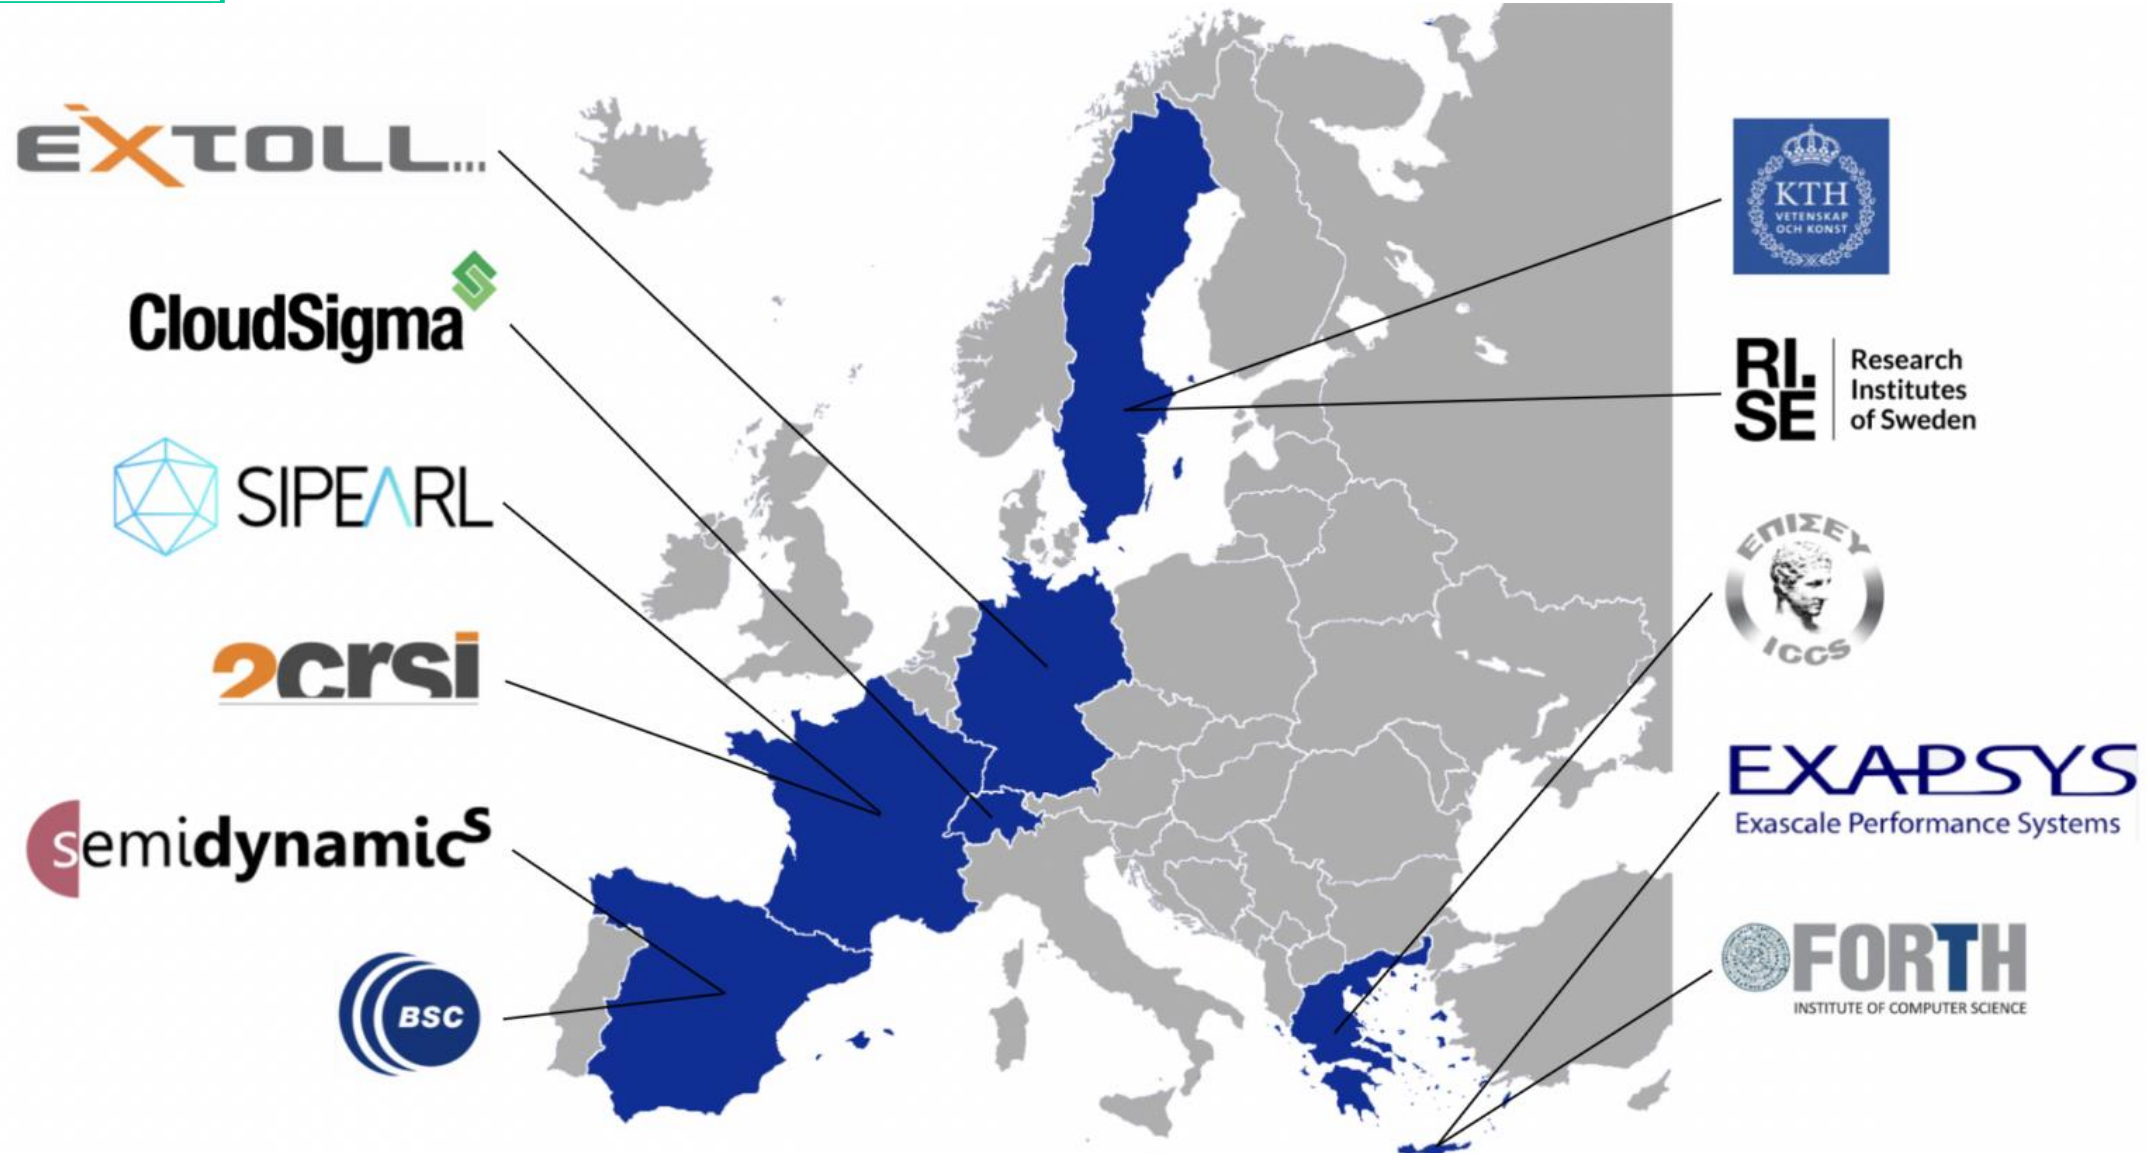 EXTOLL...
CloudSigma
SIPEARL
2crsi
semidynamics
BSC
KTH
VETENSKAP
OCH KONST
RI.
SE
Research
Institutes
of Sweden
ΕΠΙΣΕΥ
ICCS
EXAPSYS
Exascale Performance Systems
FORTH
INSTITUTE OF COMPUTER SCIENCE